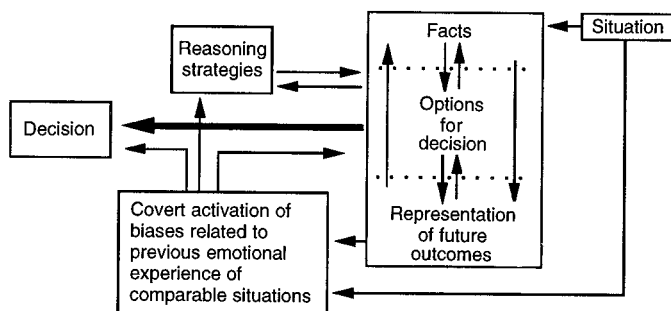 Reasoning
strategies
Facts
Situation
Options
for
decision
Decision
Representation
of future
outcomes
Covert activation of
biases related to
previous emotional
experience of
comparable situations